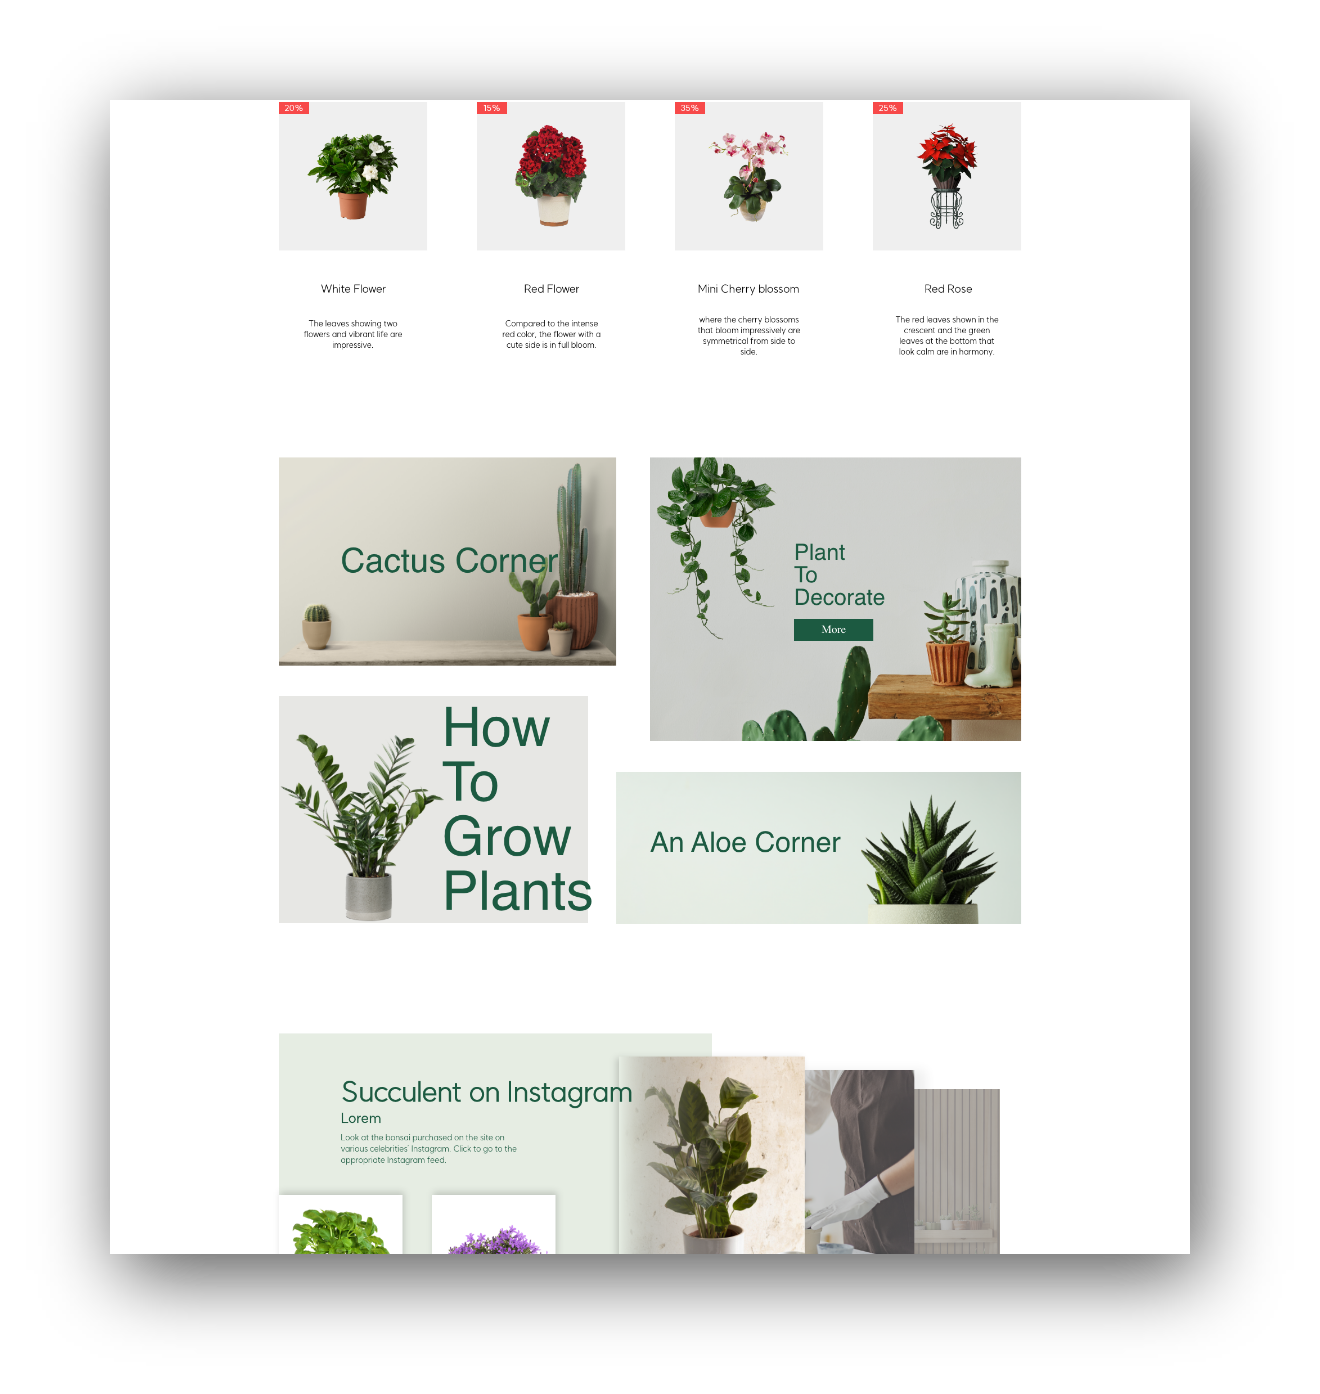 20%
15%
35%
25%
White Flower
Red Flower
Mini Cherry blossom
Red Rose
The leaves showing two
flowers and vibrant life are
impressive.
Compared to the intense
red color, the flower with a
cute side is in full bloom.
where the cherry blossoms
that bloom impressively are
symmetrical from side to
side.
The red leaves shown in the
crescent and the green
leaves at the bottom that
look calm are in harmony.
Cactus Corner
Plant
To
Decorate
More
How
To
Grow
Plants
An Aloe Corner
Succulent on Instagram
Lorem
Look at the bonsai purchased on the site on
various celebrities' Instagram. Click to go to the
appropriate Instagram feed.